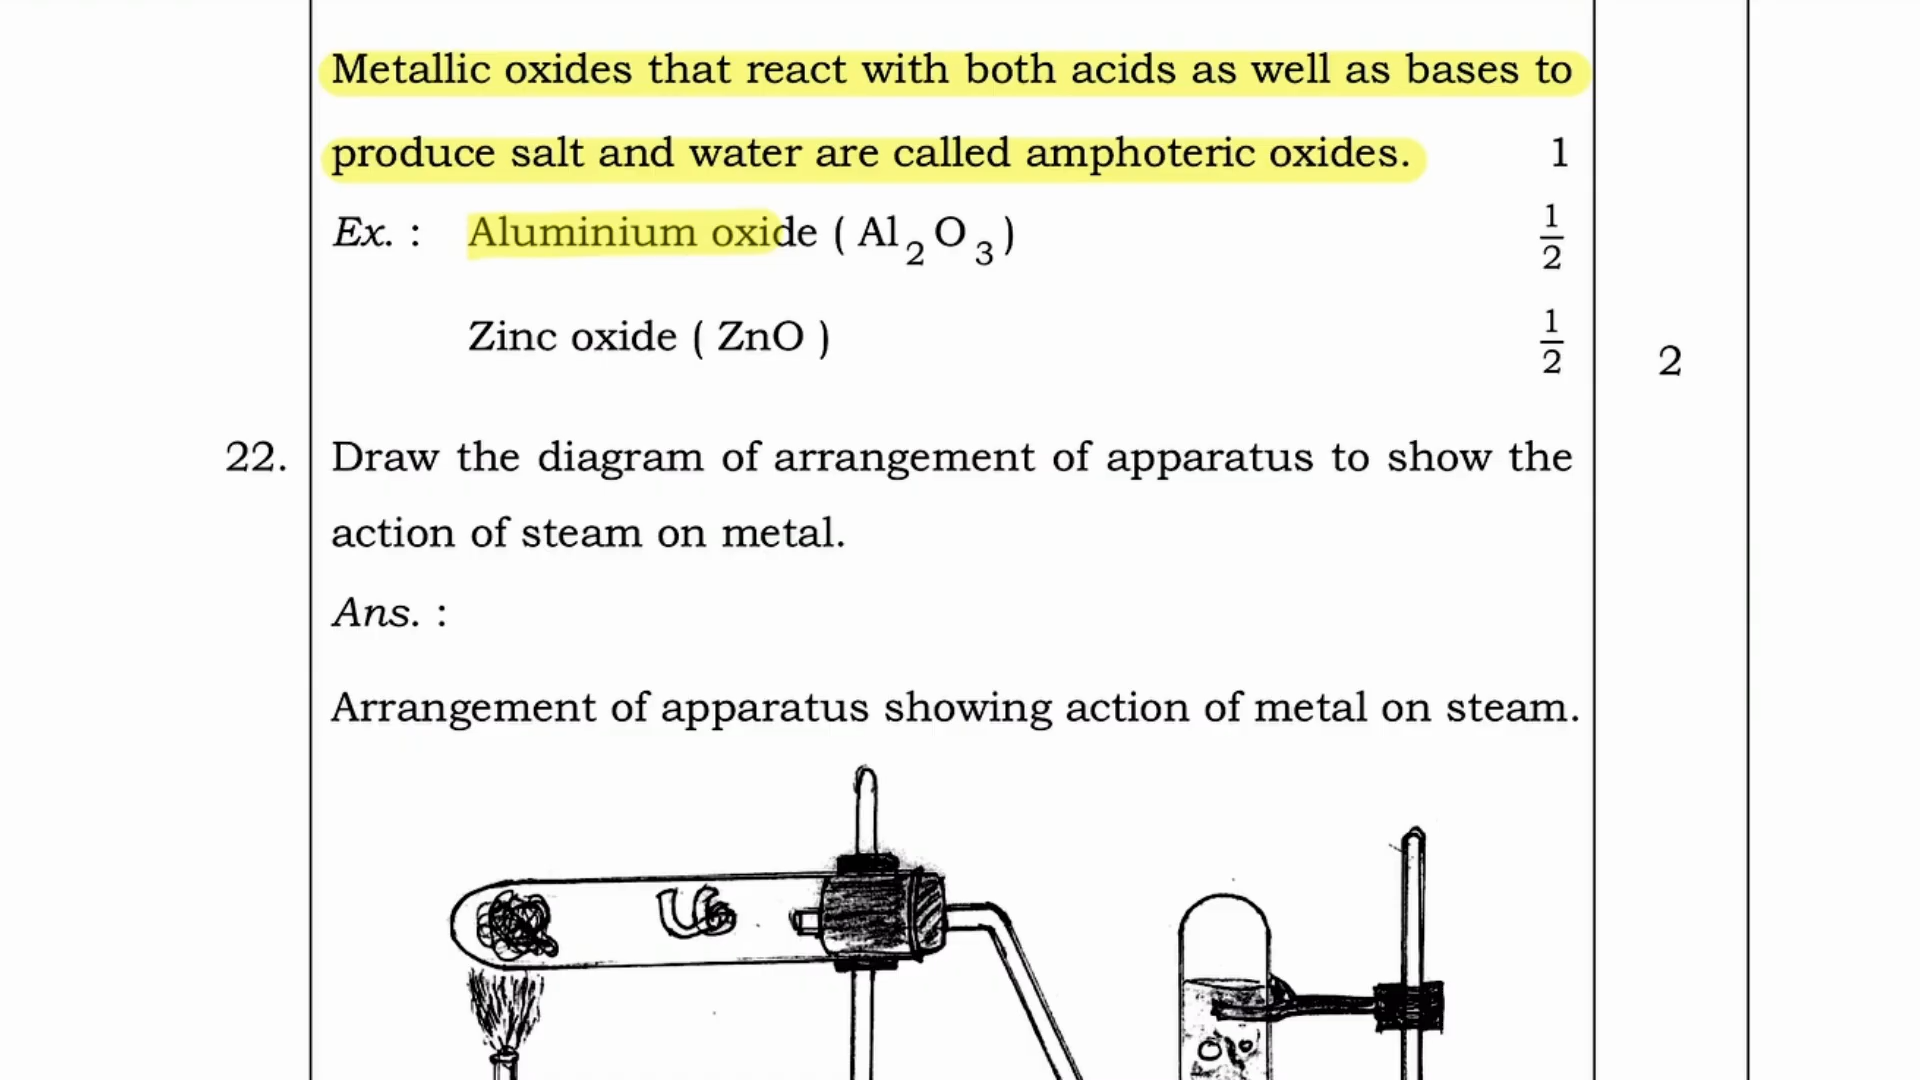 Metallic oxides that react with both acids as well as bases to
produce salt and water are called amphoteric oxides. 1
Ex. : Aluminium oxide ( Al2O3 ) 1/2
Zinc oxide ( ZnO ) 1/2
2
22. Draw the diagram of arrangement of apparatus to show the
action of steam on metal.
Ans. :
Arrangement of apparatus showing action of metal on steam.